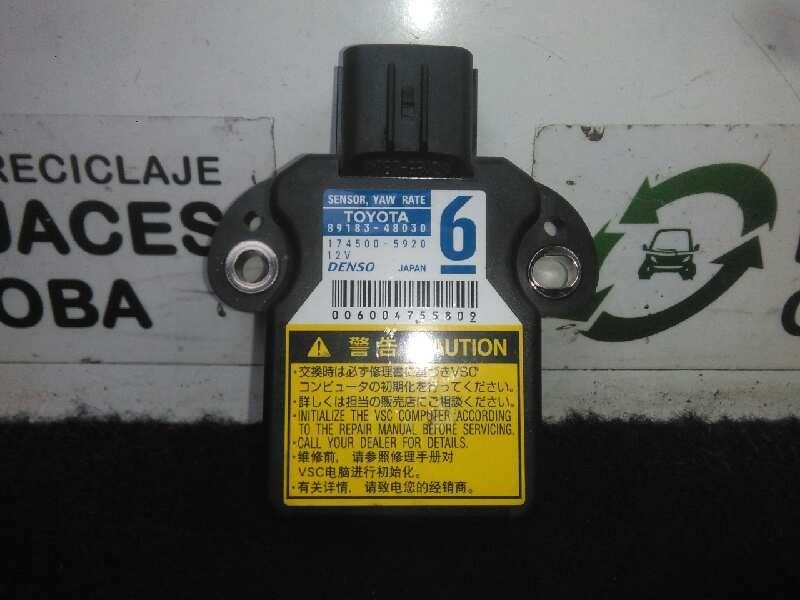 RECICLAJE
JACES
OBA
SENSOR, YAW RATE
TOYOTA
89183-48030
174500-5920
12V
DENSO JAPAN
6
006004755802
警告 CAUTION
・交換時は必ず修理書に基づきVSC
コンピュータの初期化を行ってください。
・詳しくは担当の販売店にご相談ください。
・INITIALIZE THE VSC COMPUTER ACCORDING
TO THE REPAIR MANUAL BEFORE SERVICING.
・CALL YOUR DEALER FOR DETAILS.
・维修前，请参照修理手册对
VSC电脑进行初始化。
・有关详情，请致电您的经销商。